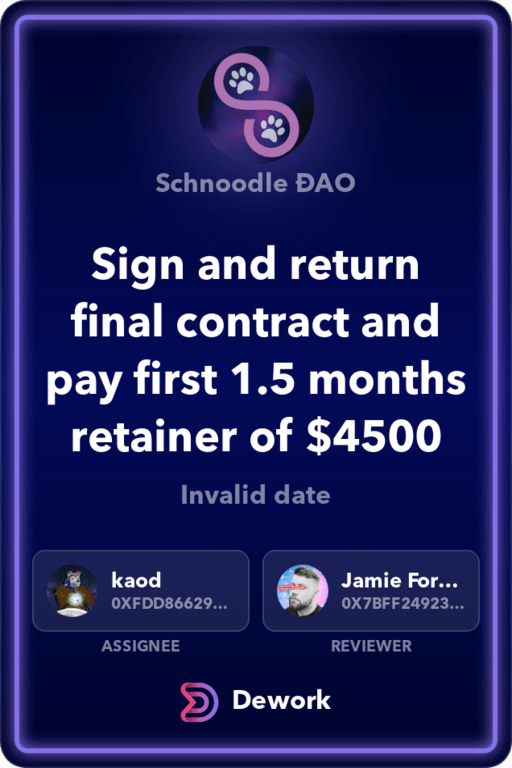 Schnoodle ĐAO
Sign and return
final contract and
pay first 1.5 months
retainer of $4500
Invalid date
kaod
0XFDD86629...
ASSIGNEE
Jamie For...
0X7BFF24923...
REVIEWER
Dework